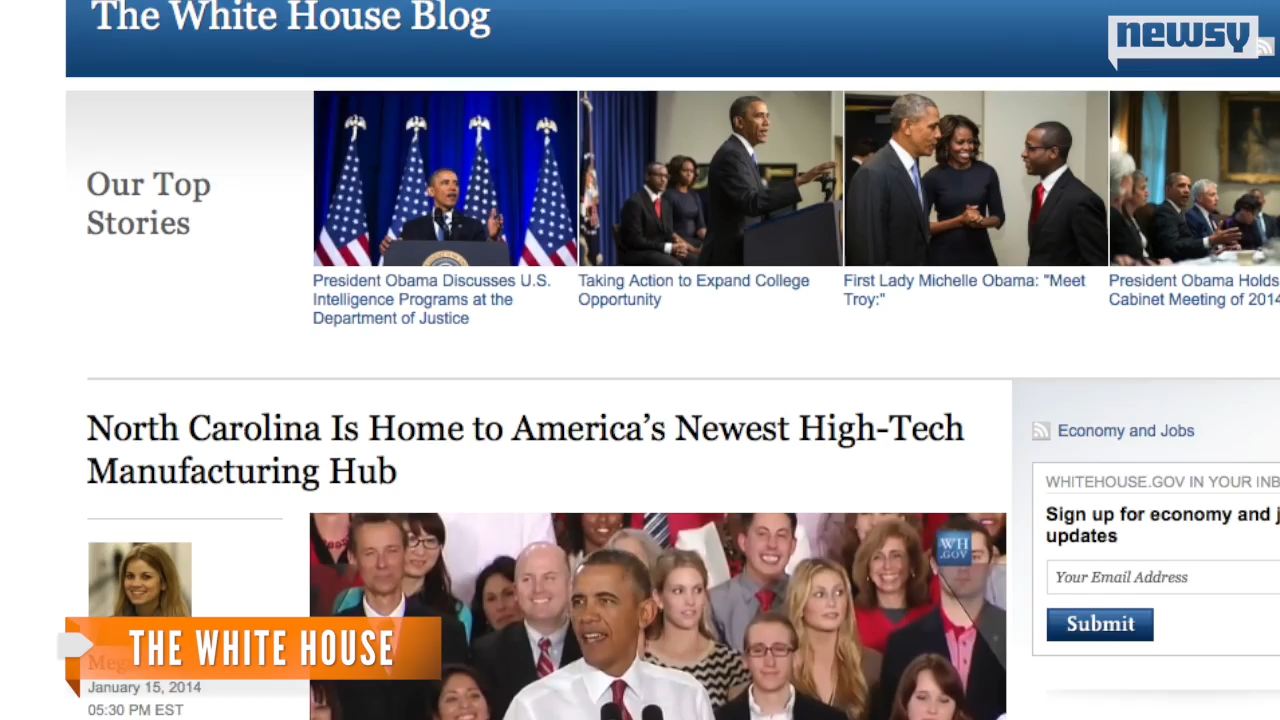 The White House Blog
newsy
Our Top
Stories
President Obama Discusses U.S.
Intelligence Programs at the
Department of Justice
Taking Action to Expand College
Opportunity
First Lady Michelle Obama: "Meet
Troy:"
President Obama Holds
Cabinet Meeting of 2014
North Carolina Is Home to America's Newest High-Tech
Manufacturing Hub
Economy and Jobs
WHITEHOUSE.GOV IN YOUR
Sign up for economy and
updates
Your Email Address
Submit
WH
.GOV
THE WHITE HOUSE
January 15, 2014
05:30 PM EST